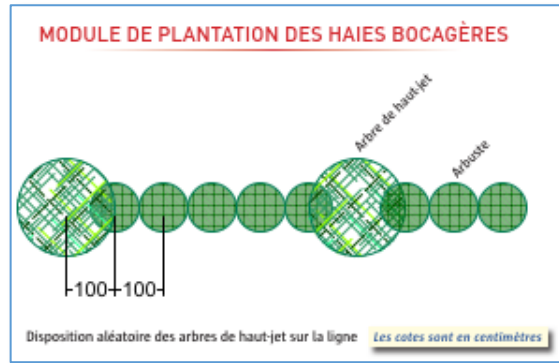 MODULE DE PLANTATION DES HAIES BOCAGÈRES
Arbre de haut-jet
Arbuste
100 100
Disposition aléatoire des arbres de haut-jet sur la ligne Les cotes sont en centimètres